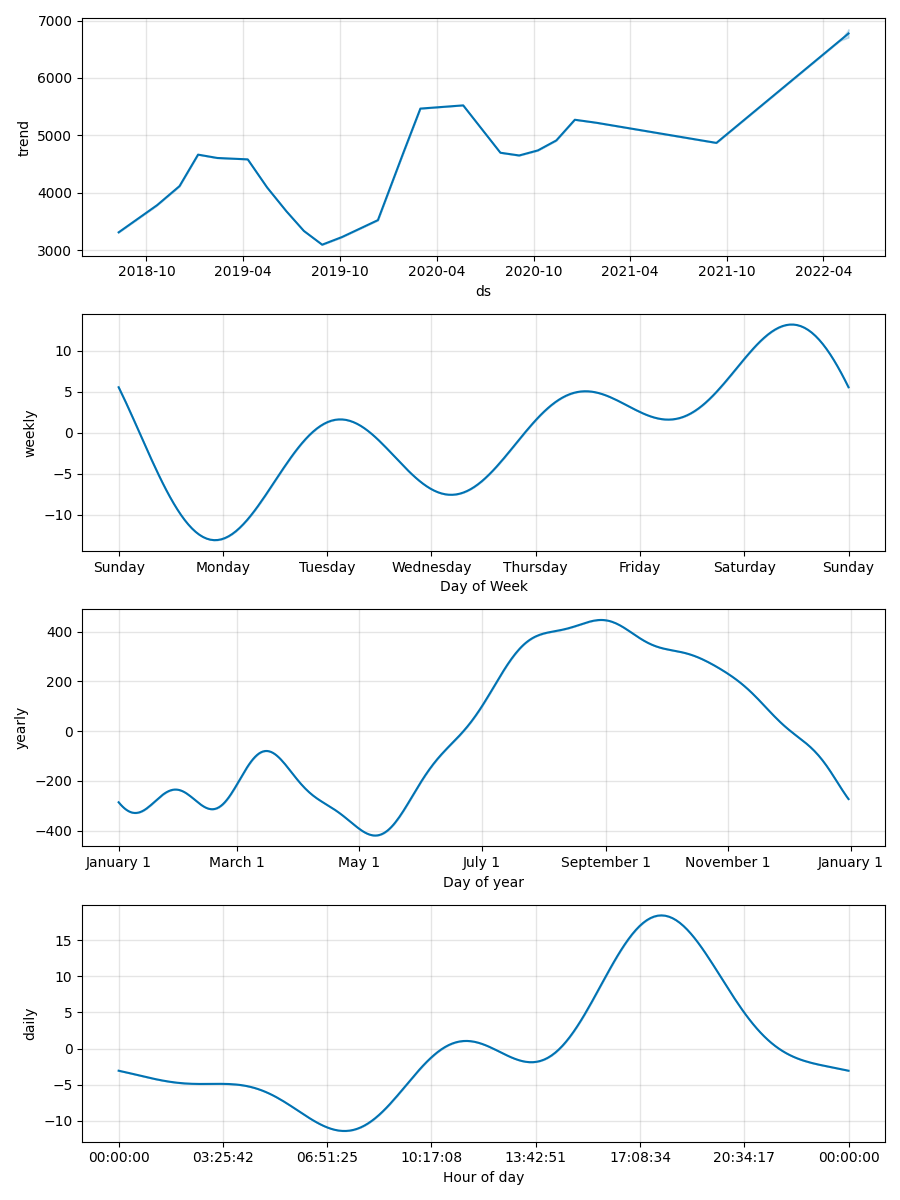 7000
6000
5000
4000
3000
trend
2018-10 2019-04 2019-10 2020-04 2020-10 2021-04 2021-10 2022-04
ds
10
5
0
−5
−10
weekly
Sunday Monday Tuesday Wednesday Thursday Friday Saturday Sunday
Day of Week
400
200
0
−200
−400
yearly
January 1 March 1 May 1 July 1 September 1 November 1 January 1
Day of year
15
10
5
0
−5
−10
daily
00:00:00 03:25:42 06:51:25 10:17:08 13:42:51 17:08:34 20:34:17 00:00:00
Hour of day